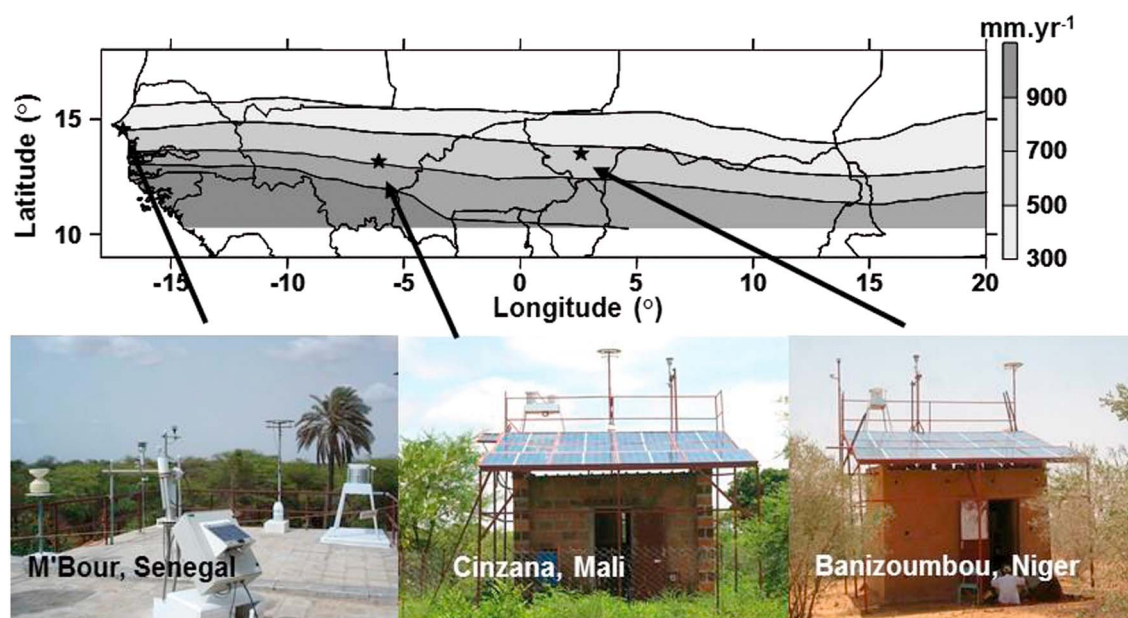 mm.yr-1
900
700
500
300
Latitude (°)
15
10
-15
-10
-5
0
5
10
15
20
Longitude (°)
M'Bour, Senegal
Cinzana, Mali
Banizoumbou, Niger